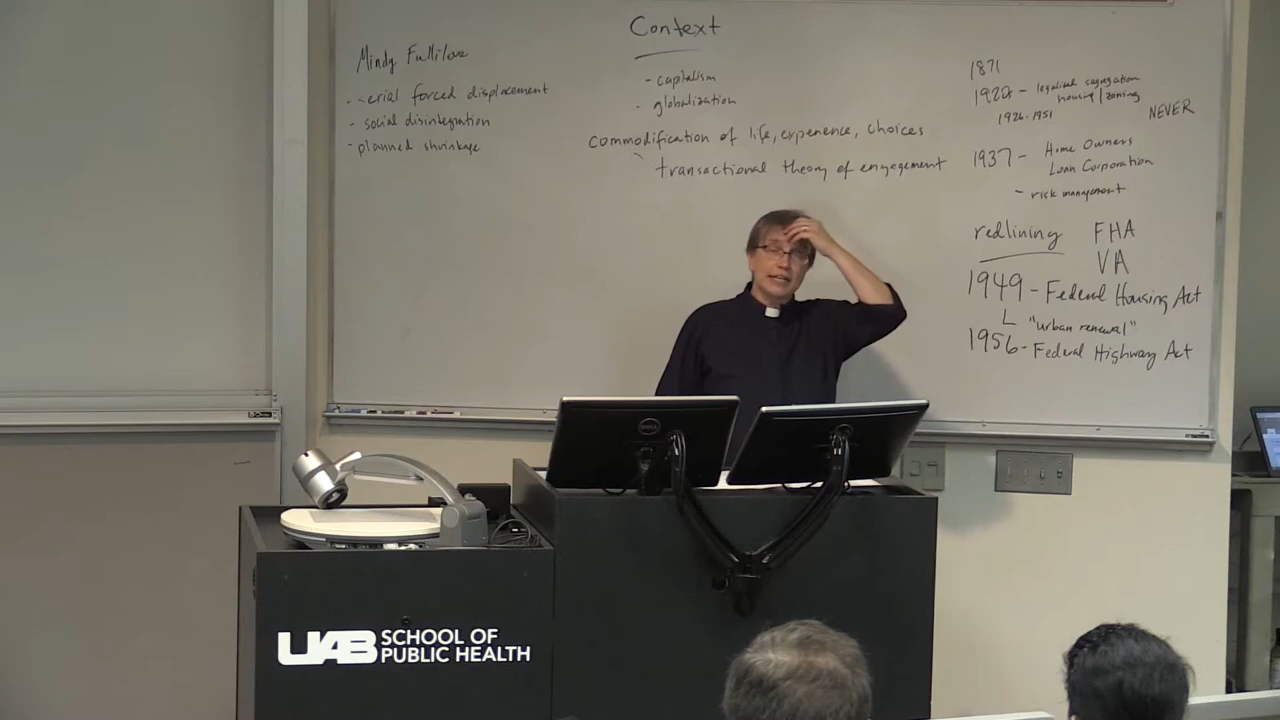 Mindy Fullilove
- serial forced displacement
- social disintegration
- planned shrinkage
Context
- capitalism
- globalization
commodification of life, experience, choices
transactional theory of engagement
1871
1920 - legalized segregation
housing/zoning
1926-1951
NEVER
1937 - Home Owners
Loan Corporation
- risk management
redlining FHA
VA
1949 - Federal Housing Act
L "urban renewal"
1956 - Federal Highway Act
DELL
UAB SCHOOL OF
PUBLIC HEALTH